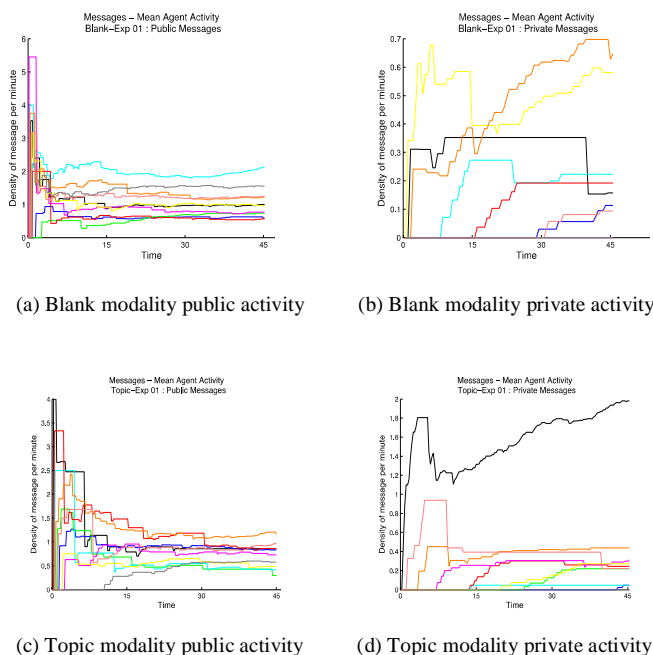 Messages – Mean Agent Activity
Blank–Exp 01 : Public Messages
Density of message per minute
6
5
4
3
2
1
0
0 15 30 45
Time
(a) Blank modality public activity
Messages – Mean Agent Activity
Blank–Exp 01 : Private Messages
Density of message per minute
0.7
0.6
0.5
0.4
0.3
0.2
0.1
0
0 15 30 45
Time
(b) Blank modality private activity
Messages – Mean Agent Activity
Topic–Exp 01 : Public Messages
Density of message per minute
4
3.5
3
2.5
2
1.5
1
0.5
0
0 15 30 45
Time
(c) Topic modality public activity
Messages – Mean Agent Activity
Topic–Exp 01 : Private Messages
Density of message per minute
2
1.8
1.6
1.4
1.2
1
0.8
0.6
0.4
0.2
0
0 15 30 45
Time
(d) Topic modality private activity